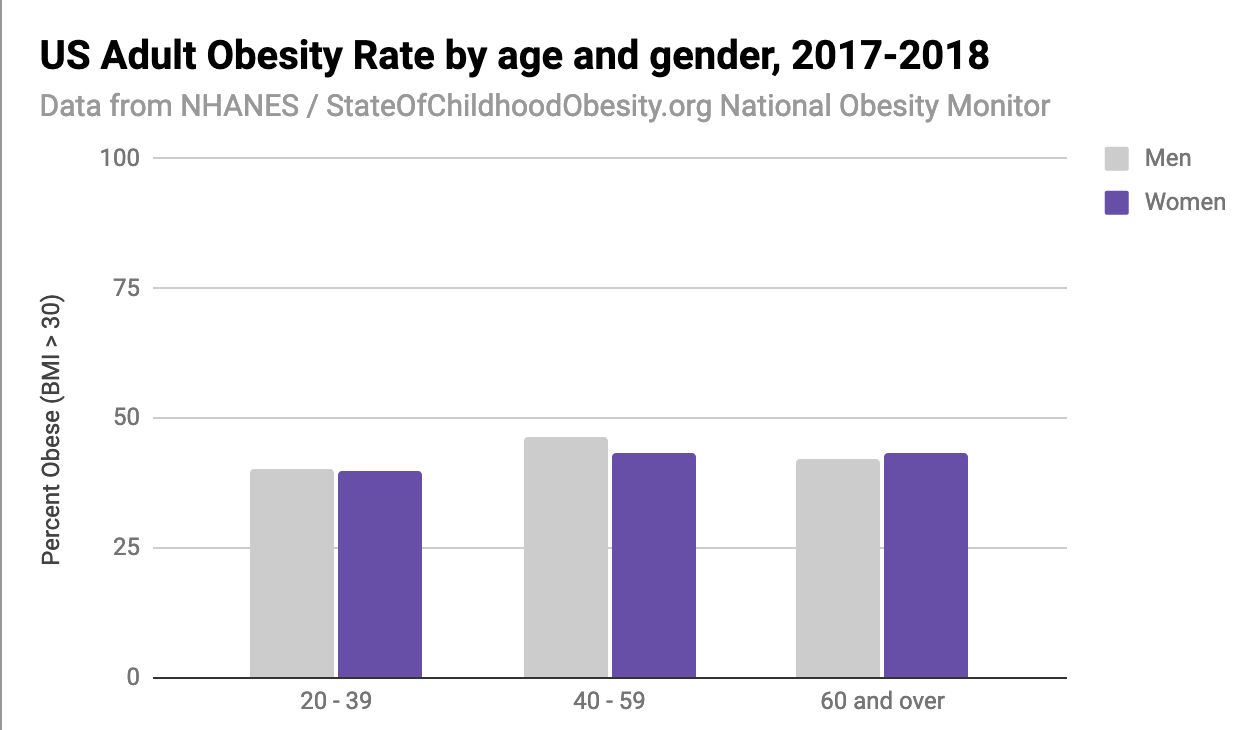 US Adult Obesity Rate by age and gender, 2017-2018
Data from NHANES / StateOfChildhoodObesity.org National Obesity Monitor
Men
Women
Percent Obese (BMI > 30)
100
75
50
25
0
20 - 39
40 - 59
60 and over